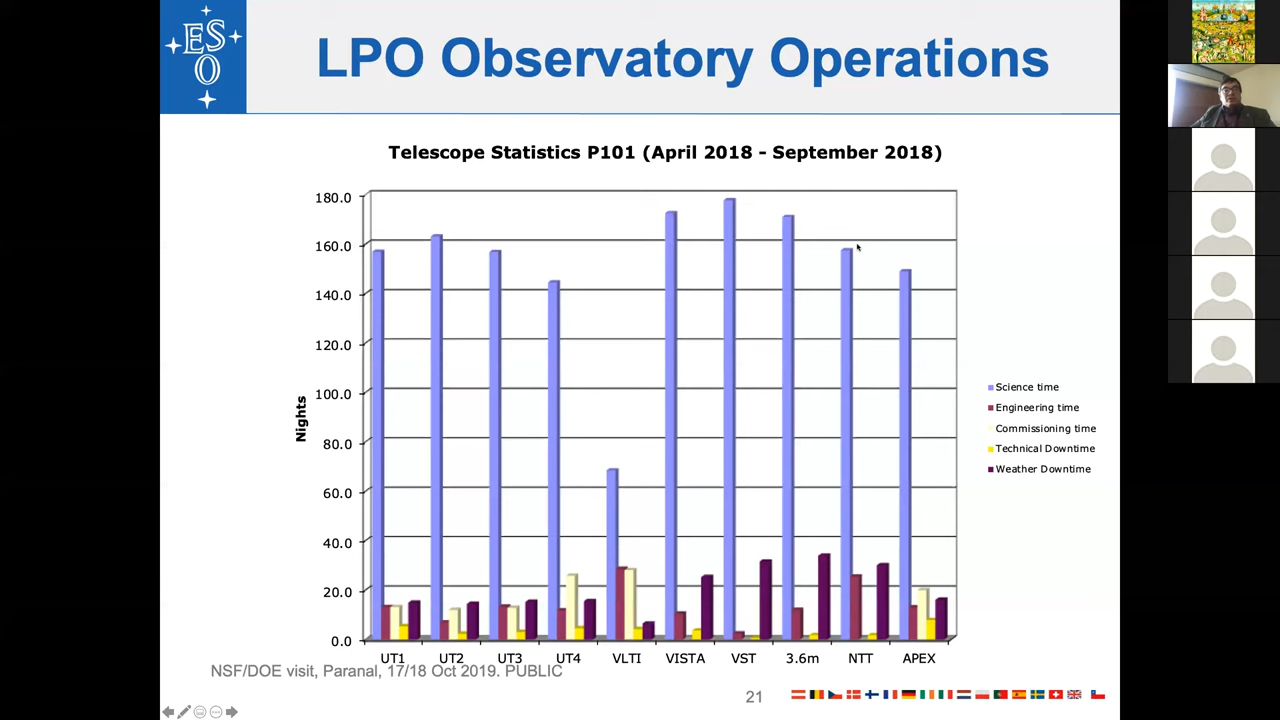 ES
O
LPO Observatory Operations
Telescope Statistics P101 (April 2018 - September 2018)
180.0
160.0
140.0
120.0
100.0
80.0
60.0
40.0
20.0
0.0
Nights
UT1 UT2 UT3 UT4 VLTI VISTA VST 3.6m NTT APEX
Science time
Engineering time
Commissioning time
Technical Downtime
Weather Downtime
NSF/DOE visit, Paranal, 17/18 Oct 2019. PUBLIC
21